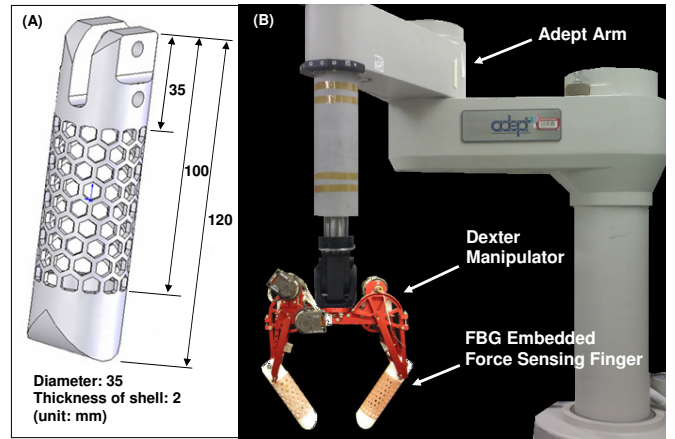 (A)
35
100
120
Diameter: 35
Thickness of shell: 2
(unit: mm)
(B)
Adept Arm
adept
Dexter
Manipulator
FBG Embedded
Force Sensing Finger